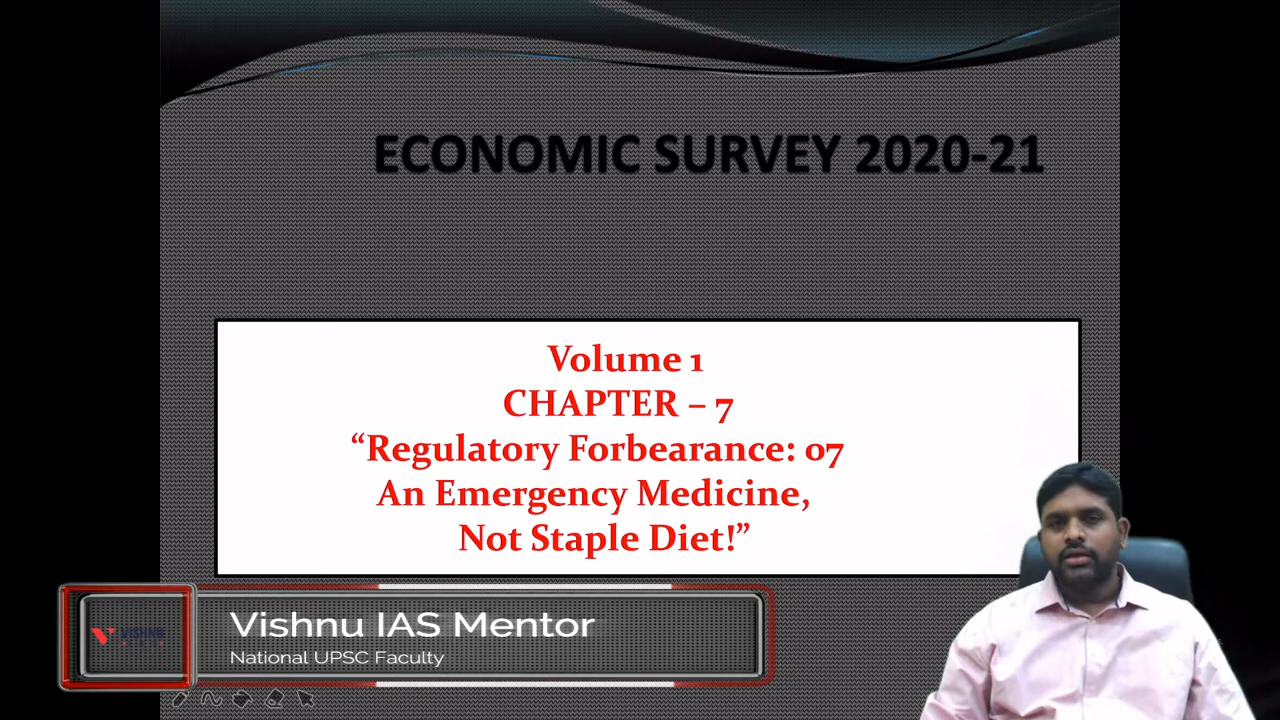 ECONOMIC SURVEY 2020-21
Volume 1
CHAPTER – 7
“Regulatory Forbearance: 07
An Emergency Medicine,
Not Staple Diet!”
Vishnu IAS Mentor
National UPSC Faculty
VISHNU